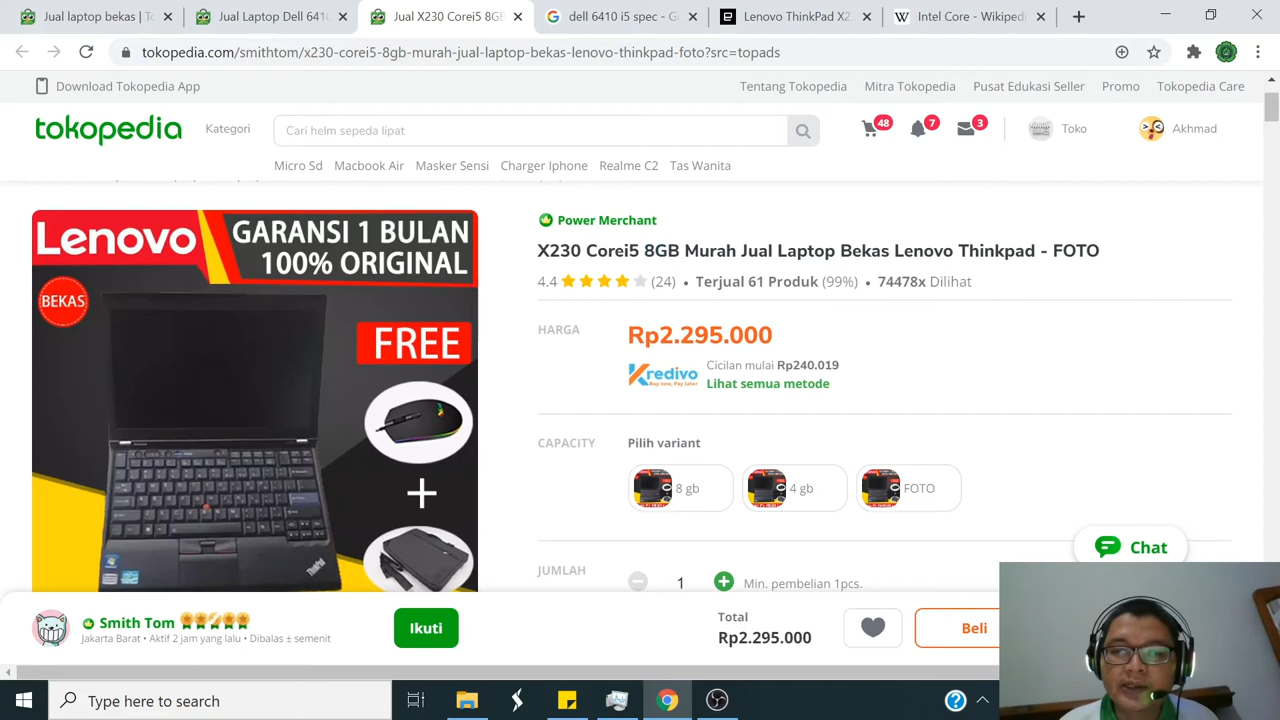 Jual laptop bekas | To
Jual Laptop Dell 641
Jual X230 Corei5 8GB
dell 6410 i5 spec - G
Lenovo ThinkPad X2
Intel Core - Wikiped
tokopedia.com/smithtom/x230-corei5-8gb-murah-jual-laptop-bekas-lenovo-thinkpad-foto?src=topads
Download Tokopedia App
Tentang Tokopedia
Mitra Tokopedia
Pusat Edukasi Seller
Promo
Tokopedia Care
tokopedia
Kategori
Cari helm sepeda lipat
48
7
3
Toko
Akhmad
Micro Sd
Macbook Air
Masker Sensi
Charger Iphone
Realme C2
Tas Wanita
Lenovo
GARANSI 1 BULAN
100% ORIGINAL
BEKAS
FREE
+
ThinkPad
Power Merchant
X230 Corei5 8GB Murah Jual Laptop Bekas Lenovo Thinkpad - FOTO
4.4 (24) • Terjual 61 Produk (99%) • 74478x Dilihat
HARGA
Rp2.295.000
Kredivo
Buy now, Pay later
Cicilan mulai Rp240.019
Lihat semua metode
CAPACITY
Pilih variant
8 gb
4 gb
FOTO
Chat
JUMLAH
1
Min. pembelian 1pcs.
Smith Tom
Jakarta Barat • Aktif 2 jam yang lalu • Dibalas ± semenit
Ikuti
Total
Rp2.295.000
Beli
Type here to search